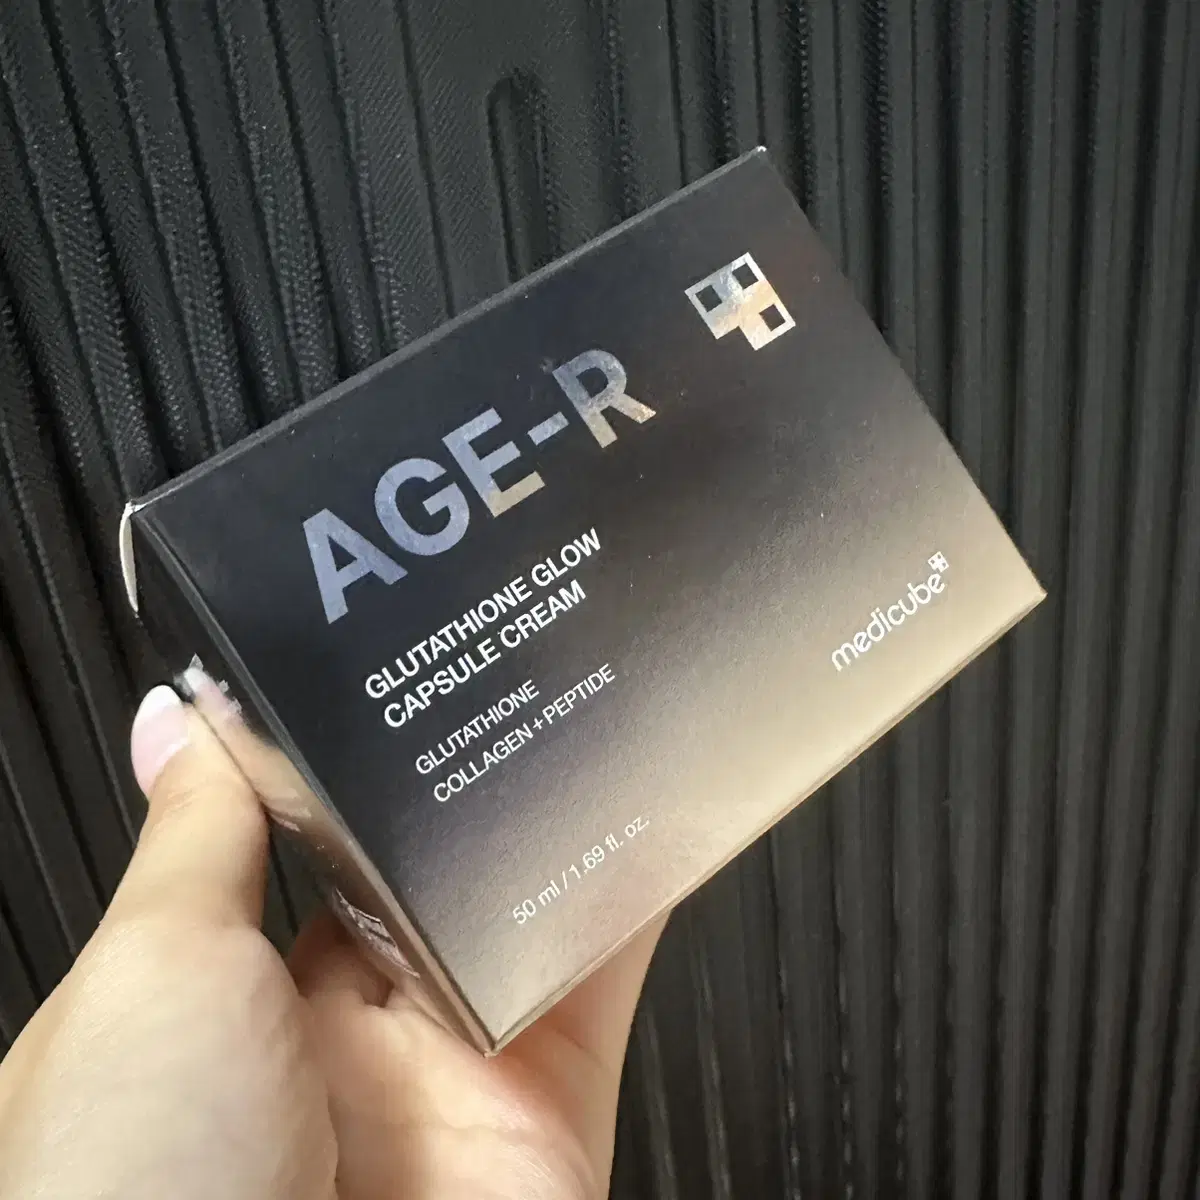 AGE-R
GLUTATHIONE GLOW
CAPSULE CREAM
GLUTATHIONE
COLLAGEN + PEPTIDE
50 ml / 1.69 fl. oz.
medicube